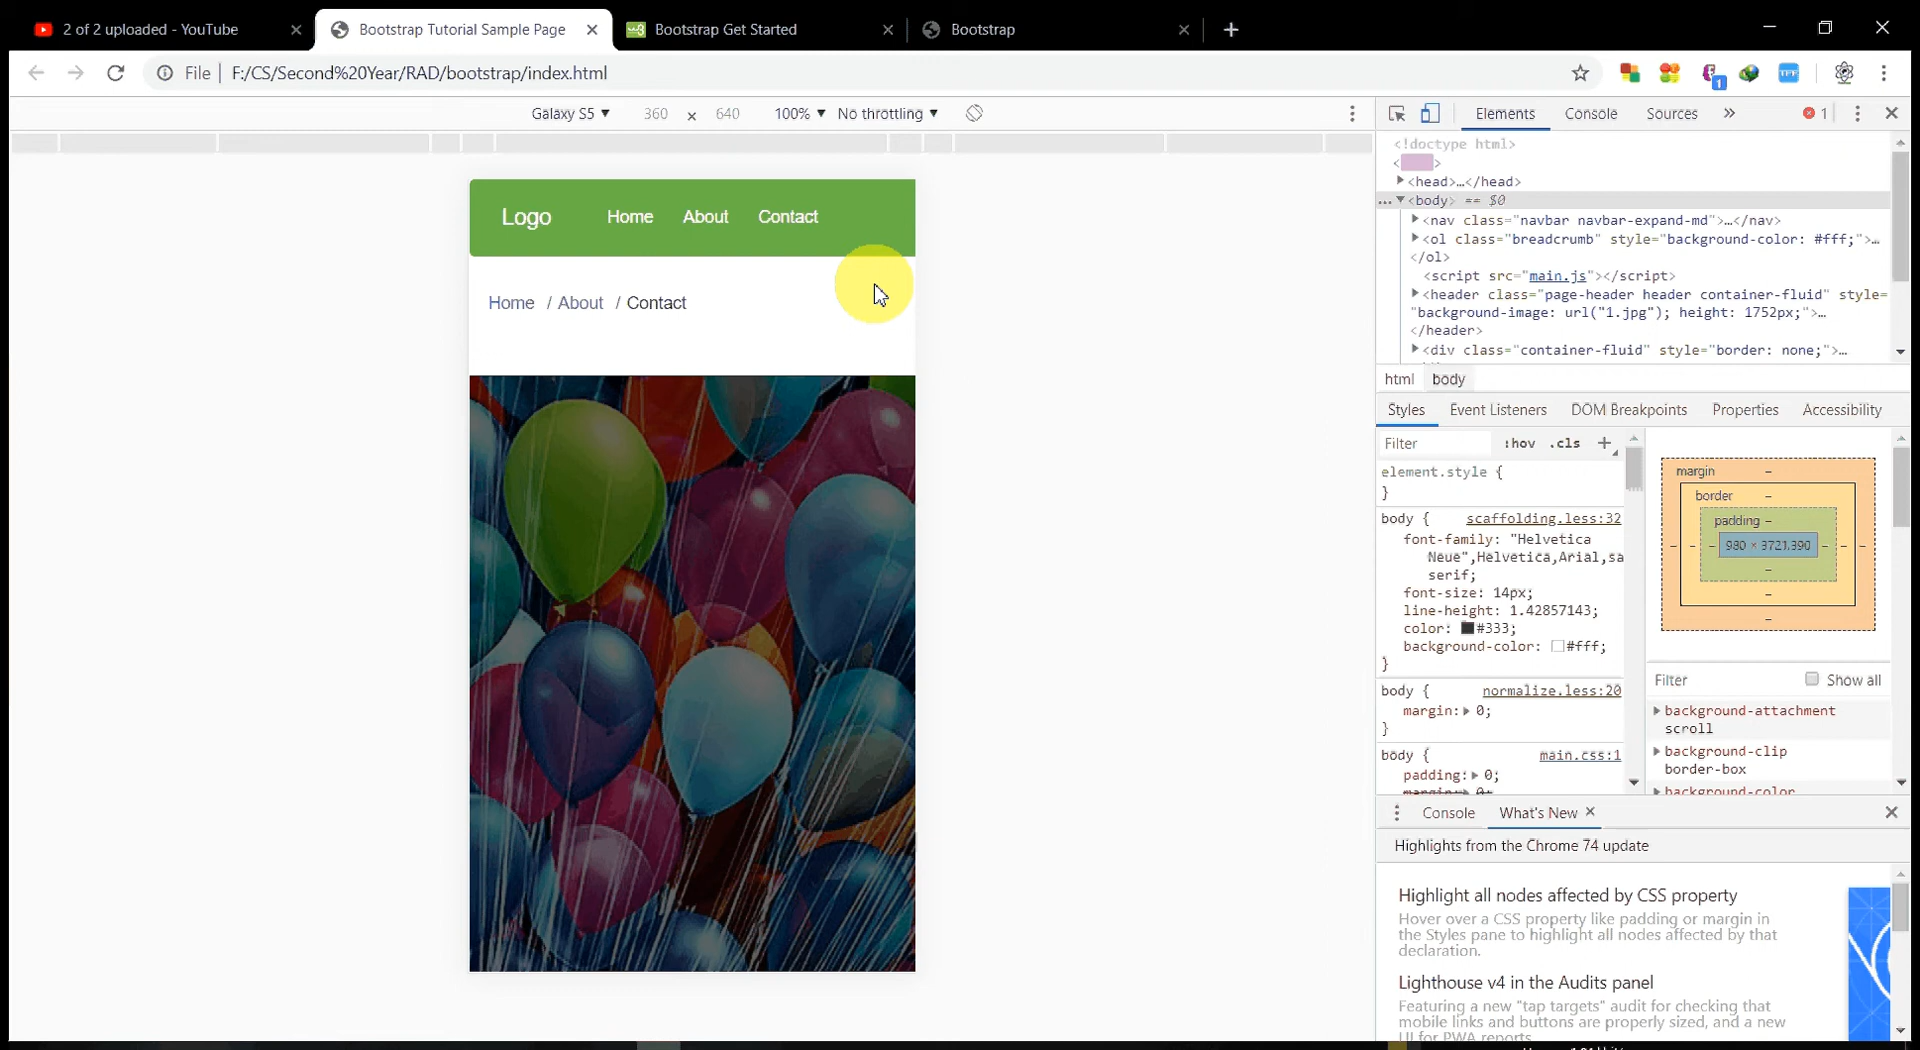 2 of 2 uploaded - YouTube
Bootstrap Tutorial Sample Page
Bootstrap Get Started
Bootstrap
File
F:/CS/Second%20Year/RAD/bootstrap/index.html
1
Galaxy S5 ▼ 360 × 640 100% ▼ No throttling ▼
Elements Console Sources » 1
Logo Home About Contact
Home / About / Contact
<!doctype html>
< >
<head>…</head>
… <body> == $0
<nav class="navbar navbar-expand-md">…</nav>
<ol class="breadcrumb" style="background-color: #fff;">…
</ol>
<script src="main.js"></script>
<header class="page-header header container-fluid" style=
"background-image: url("1.jpg"); height: 1752px;">…
</header>
<div class="container-fluid" style="border: none;">…
html body
Styles Event Listeners DOM Breakpoints Properties Accessibility
Filter :hov .cls +
element.style {
}
body { scaffolding.less:32
font-family: "Helvetica
Neue",Helvetica,Arial,sa
serif;
font-size: 14px;
line-height: 1.42857143;
color: #333;
background-color: #fff;
}
body { normalize.less:20
margin: 0;
}
body { main.css:1
padding: 0;
margin: 0;
margin –
border –
padding –
– – – 980 × 3721.390 – – –
–
–
–
Filter Show all
background-attachment
scroll
background-clip
border-box
background-color
Console What's New
Highlights from the Chrome 74 update
Highlight all nodes affected by CSS property
Hover over a CSS property like padding or margin in
the Styles pane to highlight all nodes affected by that
declaration.
Lighthouse v4 in the Audits panel
Featuring a new "tap targets" audit for checking that
mobile links and buttons are properly sized, and a new
UI for PWA reports.